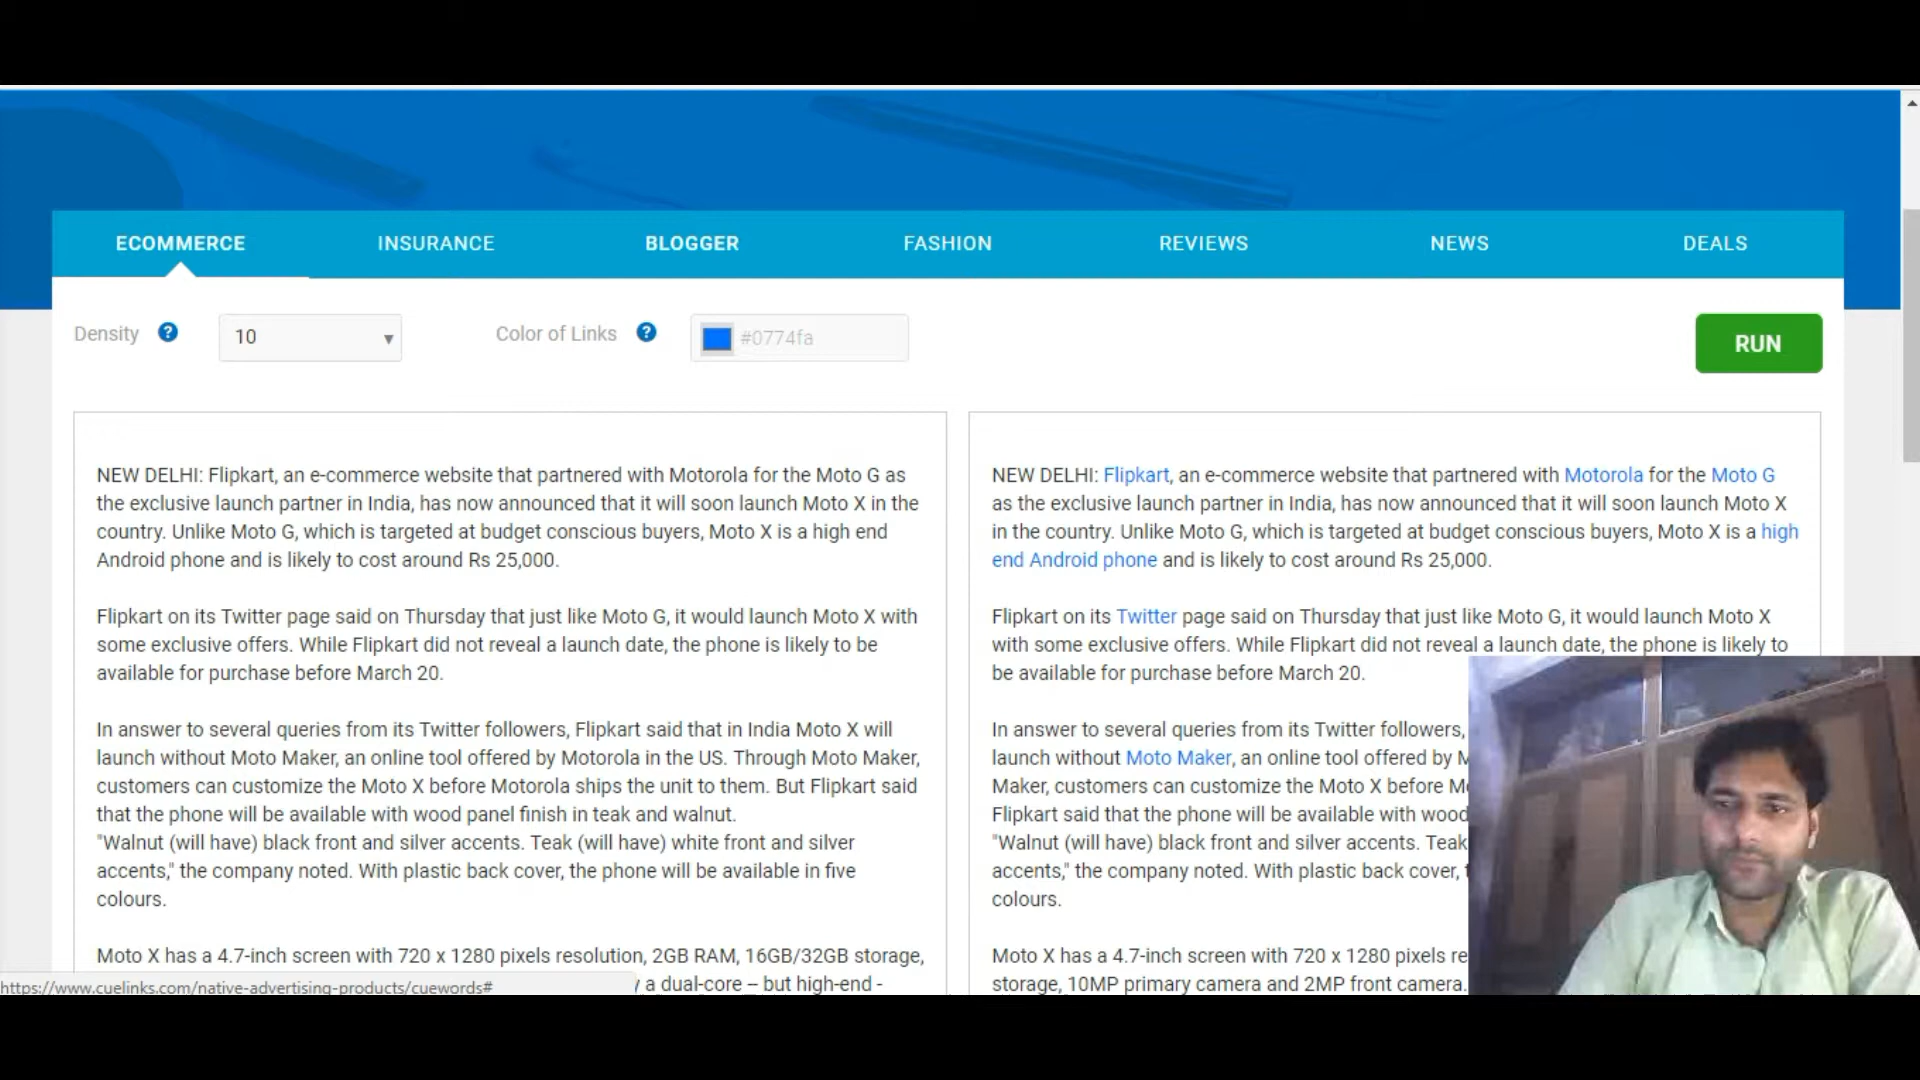 ECOMMERCE INSURANCE BLOGGER FASHION REVIEWS NEWS DEALS
Density ? 10 Color of Links ? #0774fa RUN
NEW DELHI: Flipkart, an e-commerce website that partnered with Motorola for the Moto G as
the exclusive launch partner in India, has now announced that it will soon launch Moto X in the
country. Unlike Moto G, which is targeted at budget conscious buyers, Moto X is a high end
Android phone and is likely to cost around Rs 25,000.
Flipkart on its Twitter page said on Thursday that just like Moto G, it would launch Moto X with
some exclusive offers. While Flipkart did not reveal a launch date, the phone is likely to be
available for purchase before March 20.
In answer to several queries from its Twitter followers, Flipkart said that in India Moto X will
launch without Moto Maker, an online tool offered by Motorola in the US. Through Moto Maker,
customers can customize the Moto X before Motorola ships the unit to them. But Flipkart said
that the phone will be available with wood panel finish in teak and walnut.
"Walnut (will have) black front and silver accents. Teak (will have) white front and silver
accents," the company noted. With plastic back cover, the phone will be available in five
colours.
Moto X has a 4.7-inch screen with 720 x 1280 pixels resolution, 2GB RAM, 16GB/32GB storage,
a dual-core -- but high-end -
NEW DELHI: Flipkart, an e-commerce website that partnered with Motorola for the Moto G
as the exclusive launch partner in India, has now announced that it will soon launch Moto X
in the country. Unlike Moto G, which is targeted at budget conscious buyers, Moto X is a high
end Android phone and is likely to cost around Rs 25,000.
Flipkart on its Twitter page said on Thursday that just like Moto G, it would launch Moto X
with some exclusive offers. While Flipkart did not reveal a launch date, the phone is likely to
be available for purchase before March 20.
In answer to several queries from its Twitter followers,
launch without Moto Maker, an online tool offered by
Maker, customers can customize the Moto X before
Flipkart said that the phone will be available with wood
"Walnut (will have) black front and silver accents. Teak
accents," the company noted. With plastic back cover,
colours.
Moto X has a 4.7-inch screen with 720 x 1280 pixels
storage, 10MP primary camera and 2MP front camera.
https://www.cuelinks.com/native-advertising-products/cuewords#